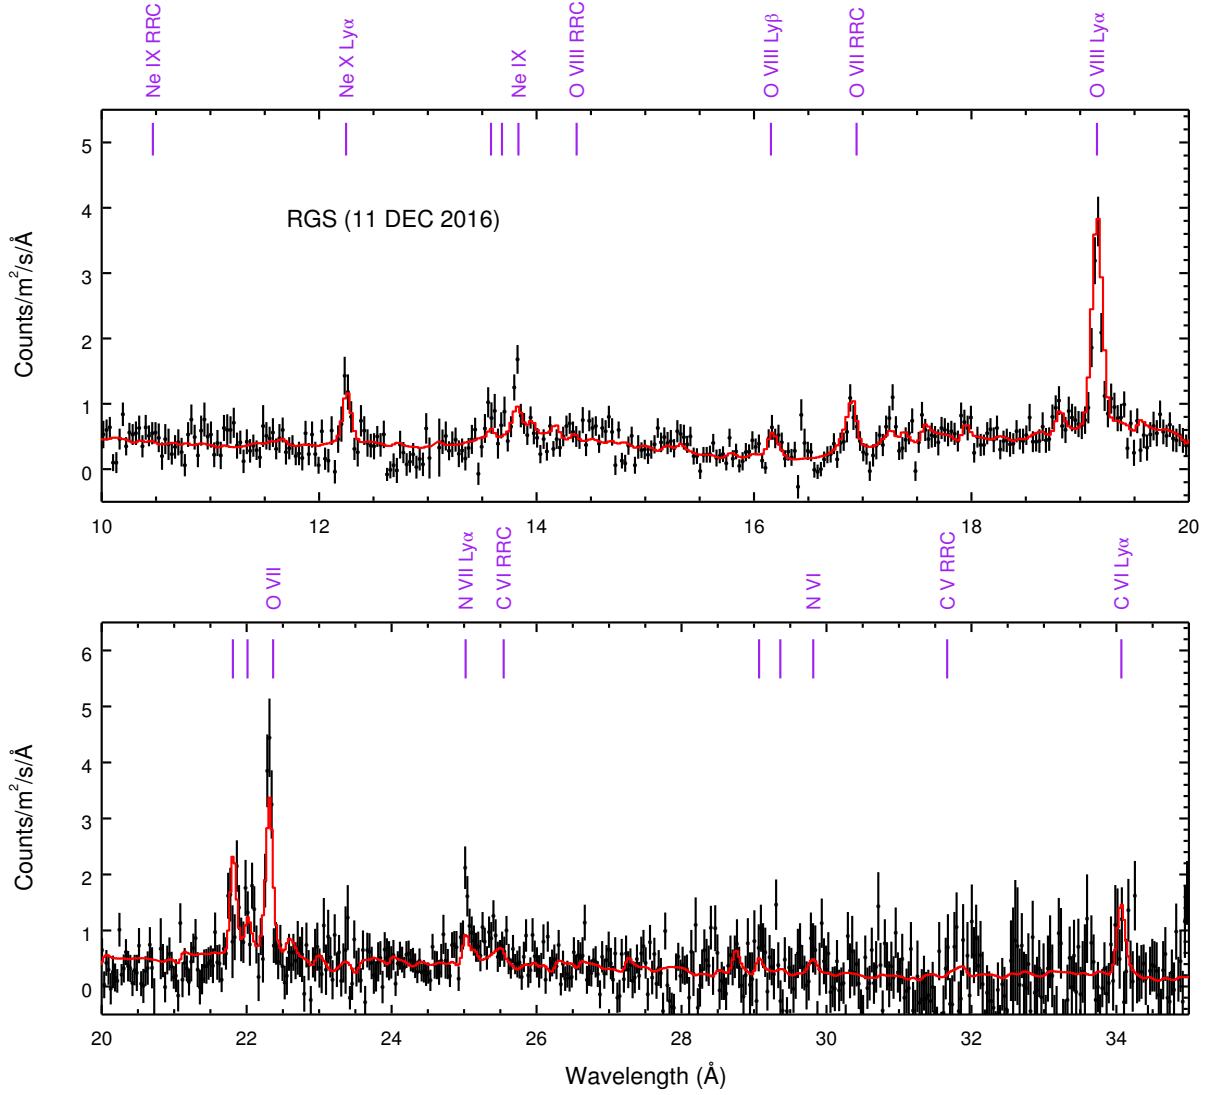 Ne IX RRC
Ne X Lyα
Ne IX
O VIII RRC
O VIII Lyβ
O VII RRC
O VIII Lyα
Counts/m²/s/Å
5
4
3
2
1
0
RGS (11 DEC 2016)
10 12 14 16 18 20
O VII
N VII Lyα
C VI RRC
N VI
C V RRC
C VI Lyα
Counts/m²/s/Å
6
5
4
3
2
1
0
20 22 24 26 28 30 32 34
Wavelength (Å)